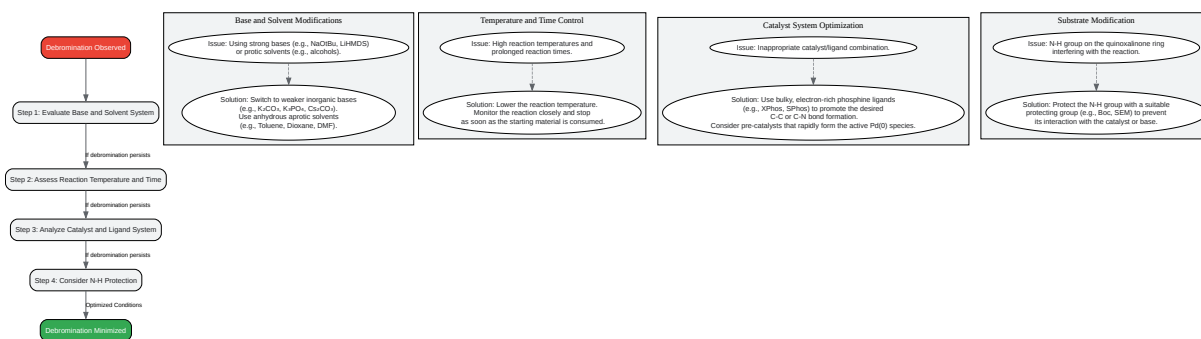 Debromination Observed
Step 1: Evaluate Base and Solvent System
If debromination persists
Step 2: Assess Reaction Temperature and Time
If debromination persists
Step 3: Analyze Catalyst and Ligand System
If debromination persists
Step 4: Consider N-H Protection
Optimized Conditions
Debromination Minimized
Base and Solvent Modifications
Issue: Using strong bases (e.g., NaOtBu, LiHMDS)
or protic solvents (e.g., alcohols).
Solution: Switch to weaker inorganic bases
(e.g., K₂CO₃, K₃PO₄, Cs₂CO₃).
Use anhydrous aprotic solvents
(e.g., Toluene, Dioxane, DMF).
Temperature and Time Control
Issue: High reaction temperatures and
prolonged reaction times.
Solution: Lower the reaction temperature.
Monitor the reaction closely and stop
as soon as the starting material is consumed.
Catalyst System Optimization
Issue: Inappropriate catalyst/ligand combination.
Solution: Use bulky, electron-rich phosphine ligands
(e.g., XPhos, SPhos) to promote the desired
C-C or C-N bond formation.
Consider pre-catalysts that rapidly form the active Pd(0) species.
Substrate Modification
Issue: N-H group on the quinoxalinone ring
interfering with the reaction.
Solution: Protect the N-H group with a suitable
protecting group (e.g., Boc, SEM) to prevent
its interaction with the catalyst or base.